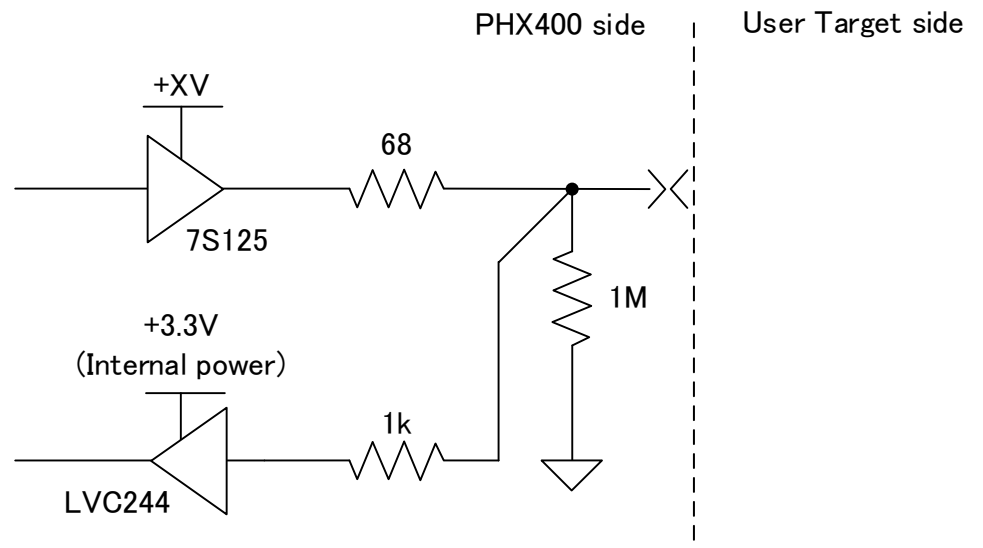 PHX400 side
User Target side
+XV
68
7S125
1M
+3.3V
(Internal power)
1k
LVC244